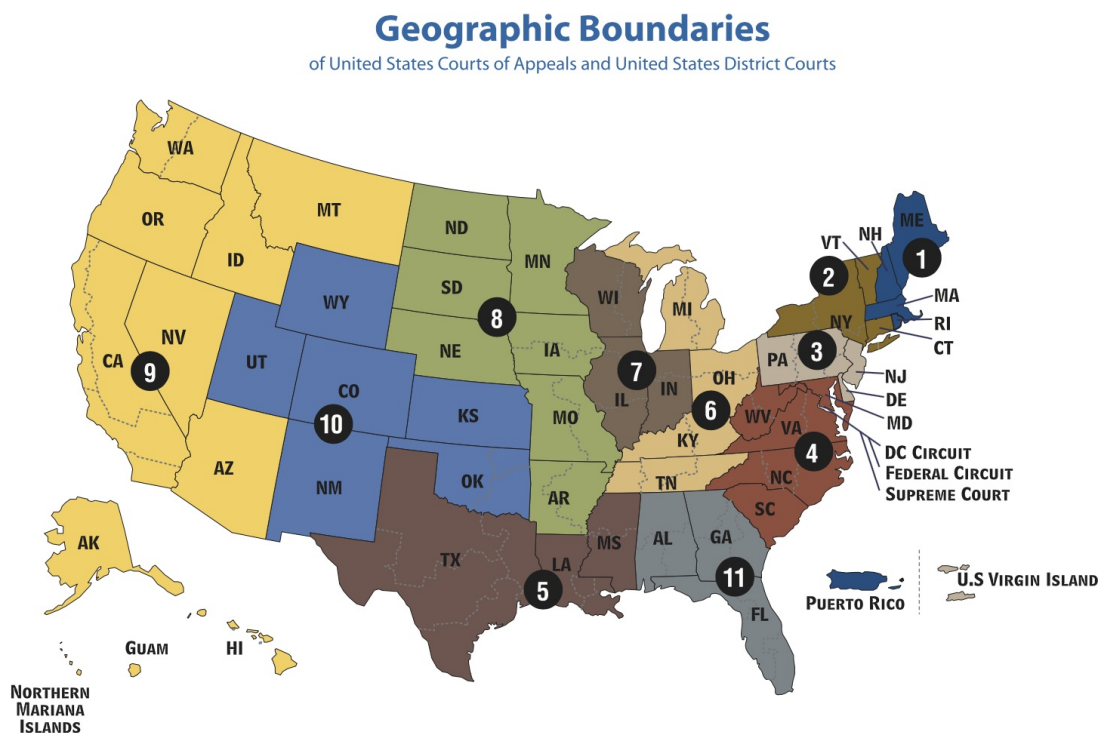 Geographic Boundaries
of United States Courts of Appeals and United States District Courts
WA
MT
OR
ID
ND
MN
ME
VT
NH
1
2
MA
RI
CT
NY
SD
8
WI
MI
WY
NV
CA
9
NE
IA
PA
3
NJ
DE
MD
UT
CO
10
7
IL
IN
OH
6
WV
VA
4
DC CIRCUIT
FEDERAL CIRCUIT
SUPREME COURT
KS
MO
KY
AZ
NM
OK
AR
TN
NC
SC
AK
TX
LA
5
MS
AL
GA
11
FL
PUERTO RICO
U.S VIRGIN ISLAND
GUAM
HI
NORTHERN
MARIANA
ISLANDS